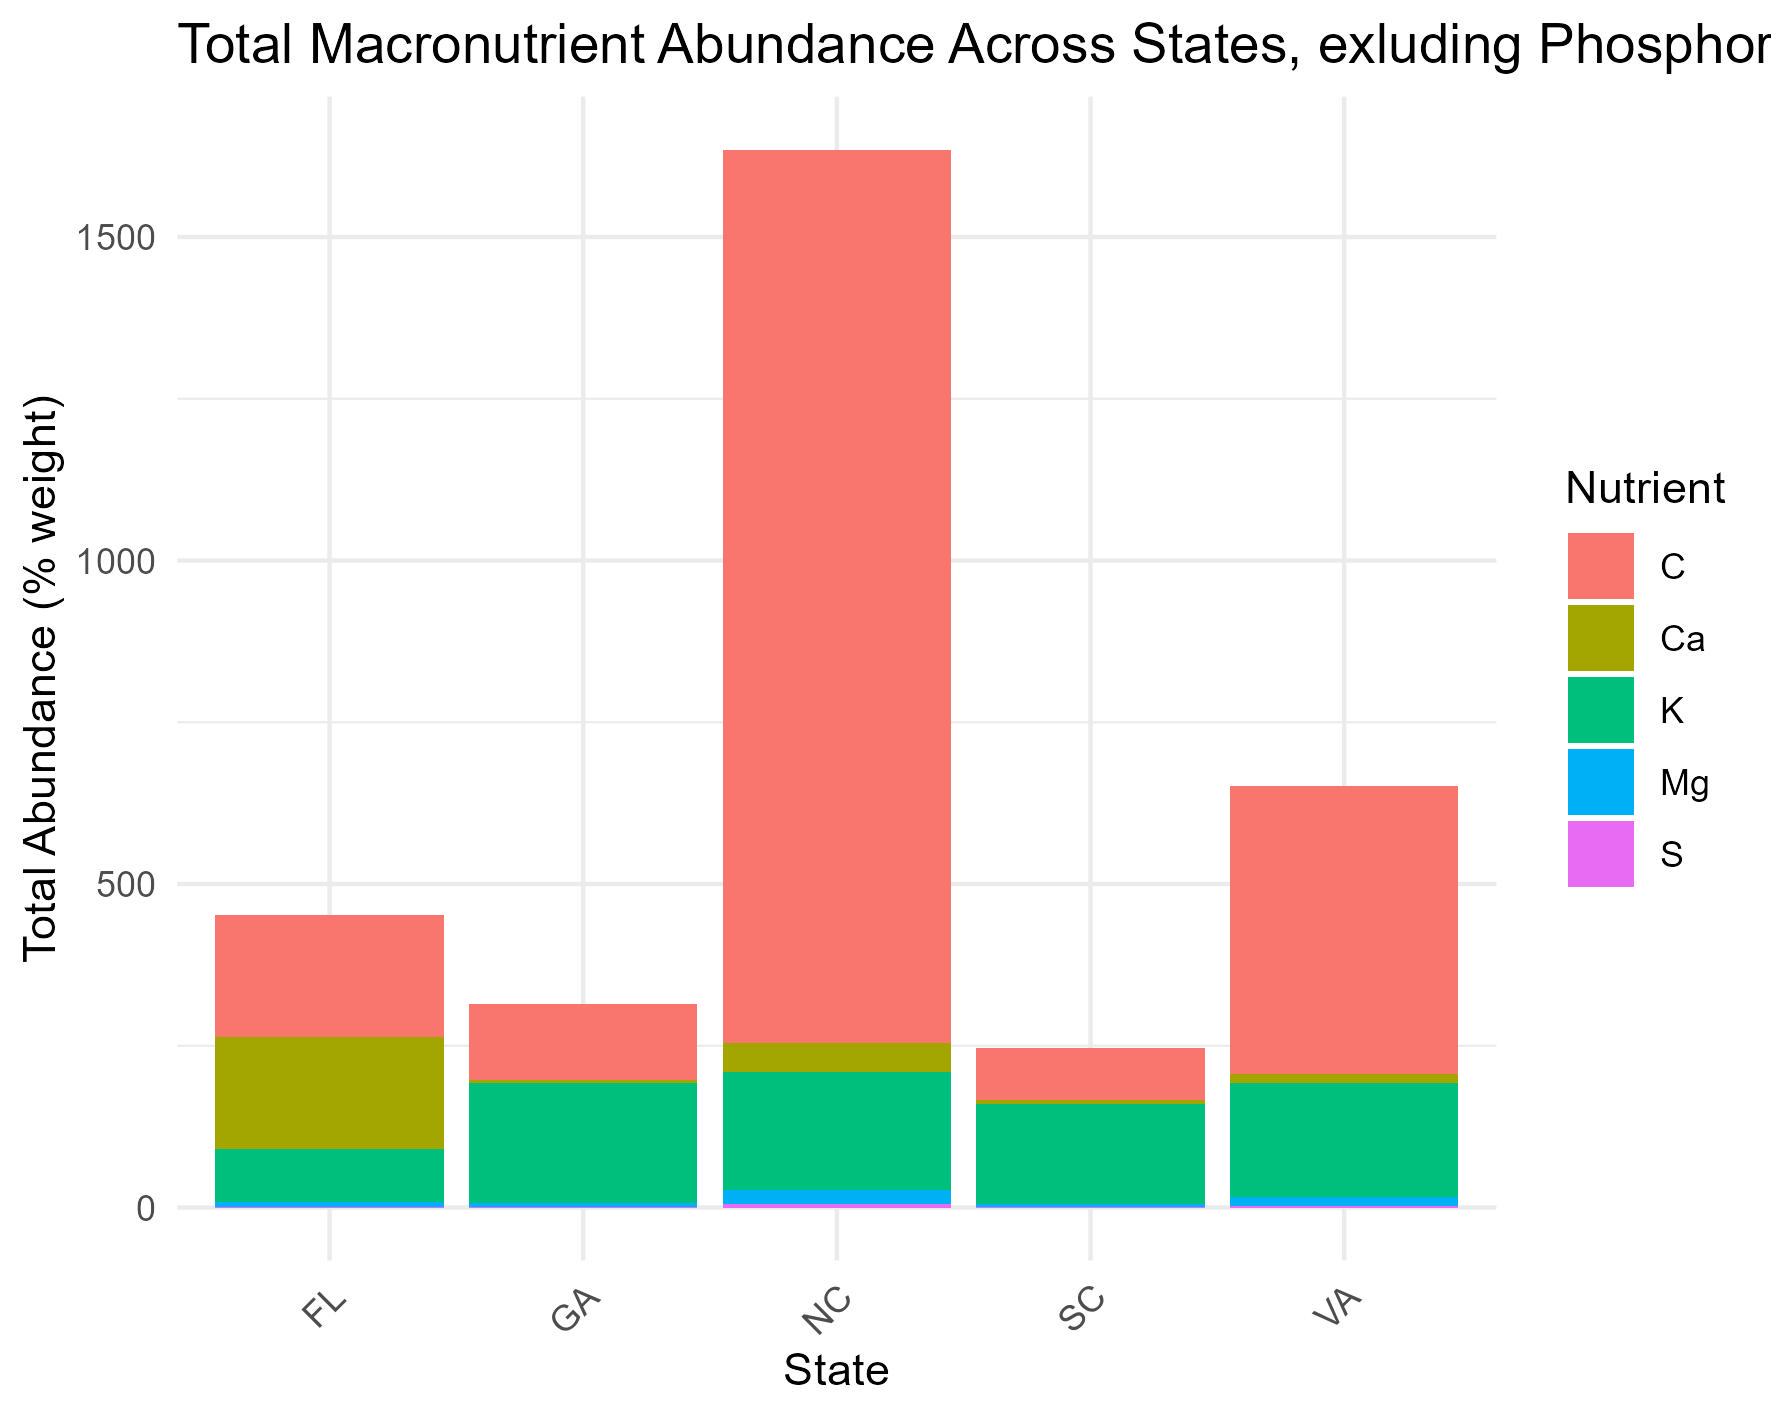 Total Macronutrient Abundance Across States, exluding Phosphor
Total Abundance (% weight)
1500
1000
500
0
FL
GA
NC
SC
VA
State
Nutrient
C
Ca
K
Mg
S